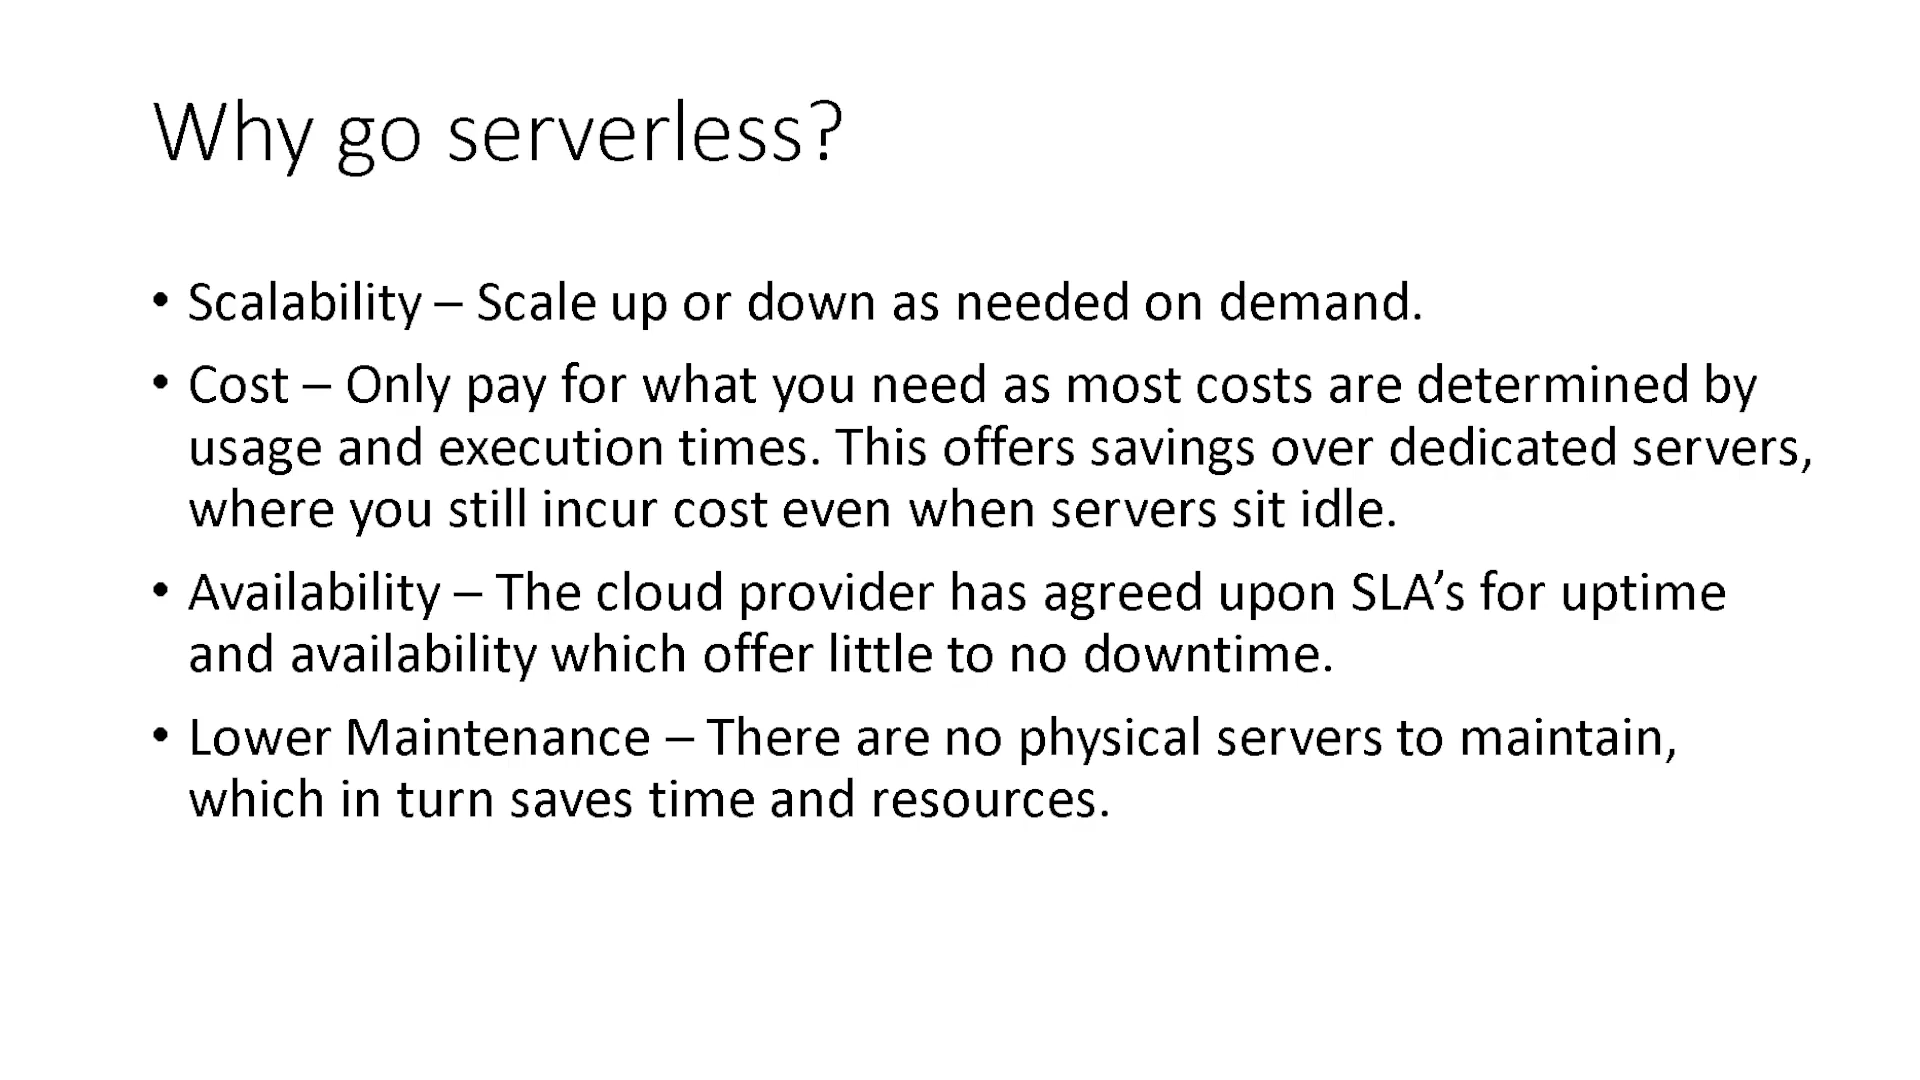 Why go serverless?
• Scalability – Scale up or down as needed on demand.
• Cost – Only pay for what you need as most costs are determined by
usage and execution times. This offers savings over dedicated servers,
where you still incur cost even when servers sit idle.
• Availability – The cloud provider has agreed upon SLA’s for uptime
and availability which offer little to no downtime.
• Lower Maintenance – There are no physical servers to maintain,
which in turn saves time and resources.